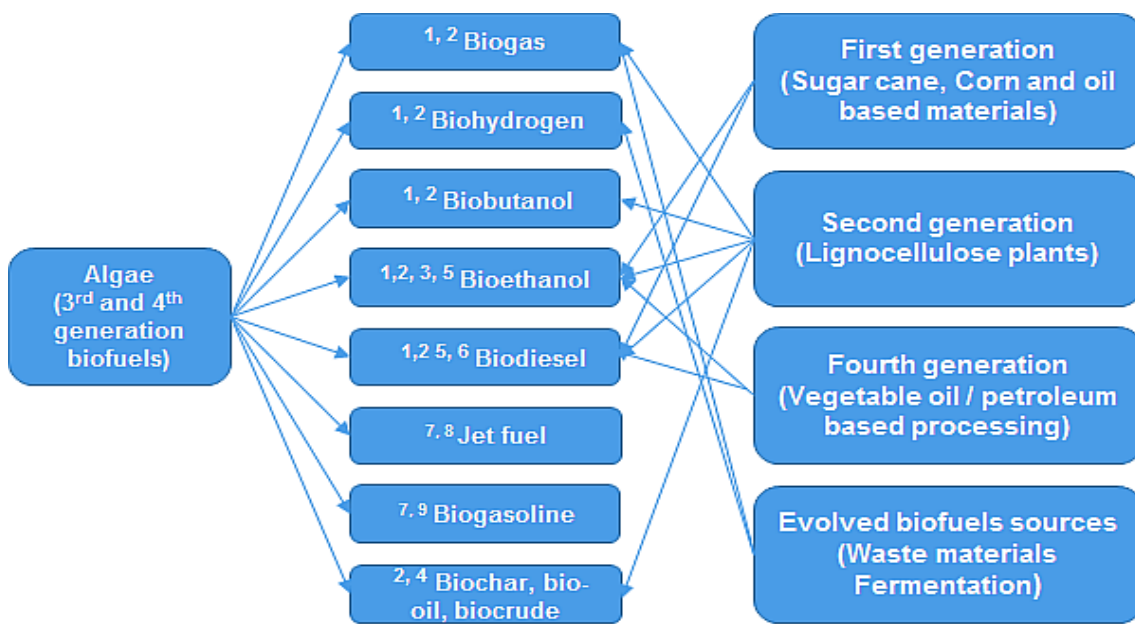 Algae
(3rd and 4th
generation
biofuels)
1, 2 Biogas
1, 2 Biohydrogen
1, 2 Biobutanol
1,2, 3, 5 Bioethanol
1,2 5, 6 Biodiesel
7, 8 Jet fuel
7, 9 Biogasoline
2, 4 Biochar, bio-
oil, biocrude
First generation
(Sugar cane, Corn and oil
based materials)
Second generation
(Lignocellulose plants)
Fourth generation
(Vegetable oil / petroleum
based processing)
Evolved biofuels sources
(Waste materials
Fermentation)